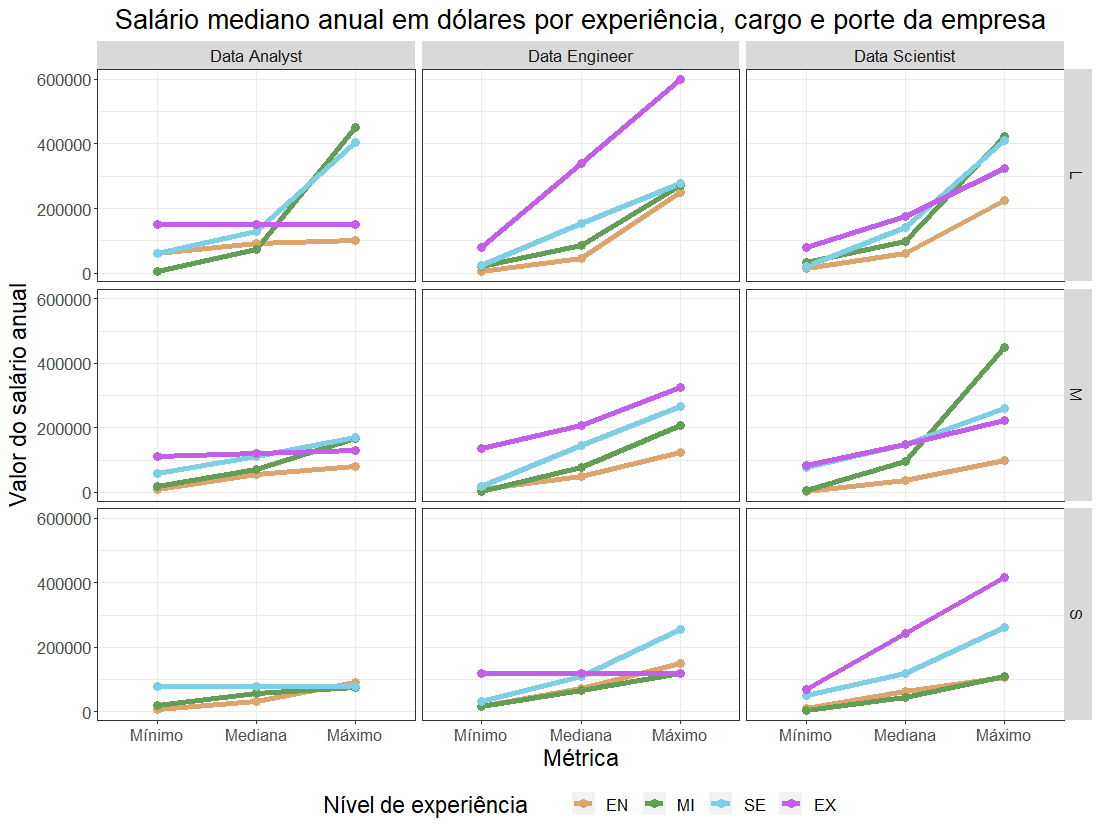 Salário mediano anual em dólares por experiência, cargo e porte da empresa
Data Analyst Data Engineer Data Scientist
600000
400000
200000
0
L
600000
400000
200000
0
M
600000
400000
200000
0
S
Valor do salário anual
Mínimo Mediana Máximo Mínimo Mediana Máximo Mínimo Mediana Máximo
Métrica
Nível de experiência EN MI SE EX